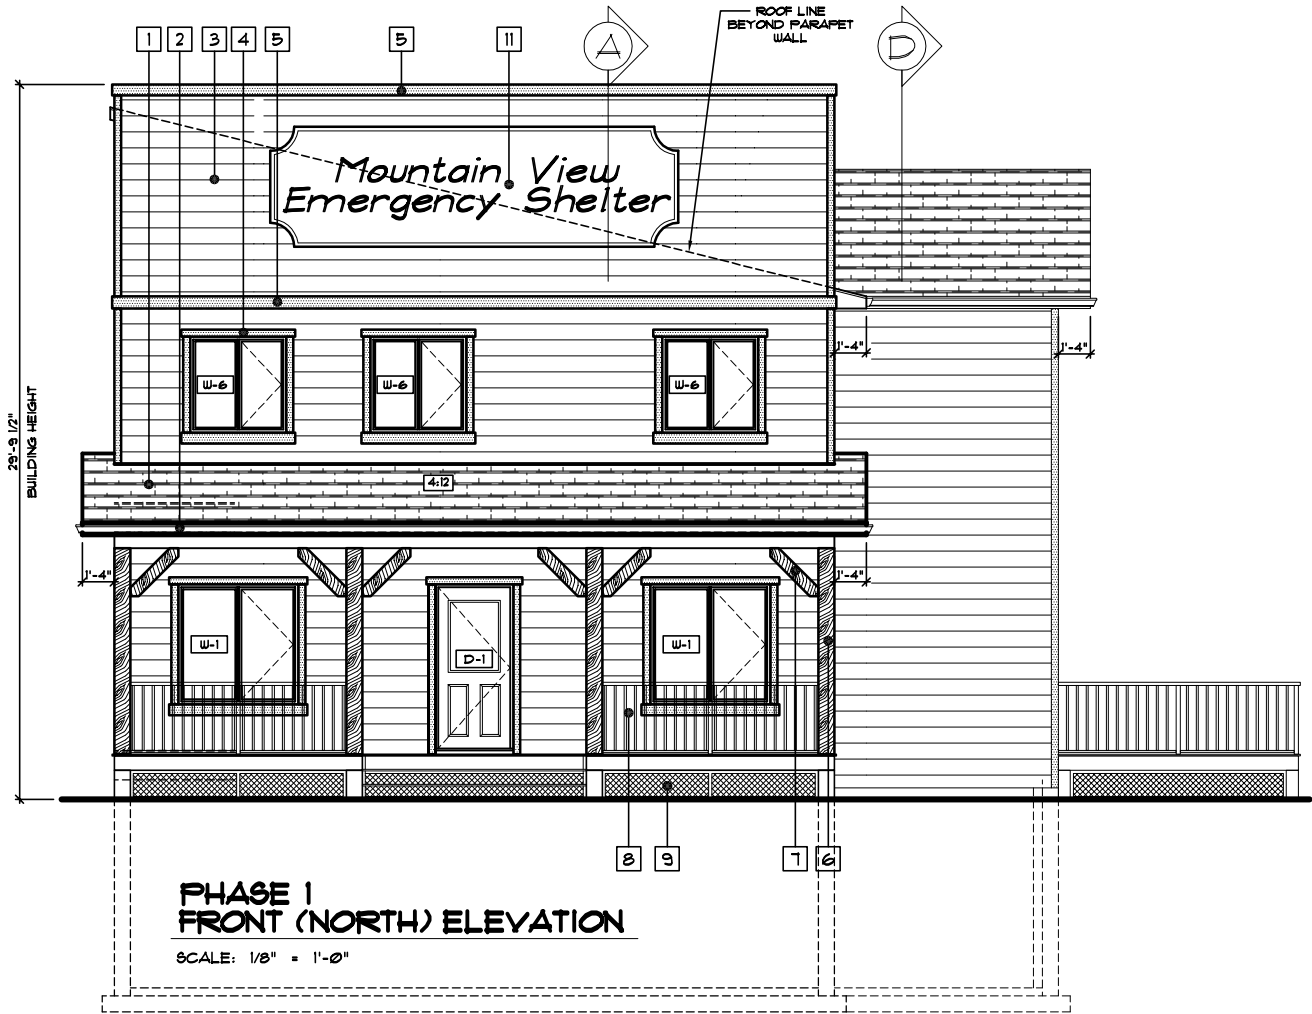 ROOF LINE
BEYOND PARAPET
WALL
1 2 3 4 5 5 11 A D
Mountain View
Emergency Shelter
1'-4" 1'-4"
W-6 W-6 W-6
29'-9 1/2"
BUILDING HEIGHT
4:12
1'-4" 1'-4"
W-1 D-1 W-1
8 9 7 6
PHASE 1
FRONT (NORTH) ELEVATION
SCALE: 1/8" = 1'-0"